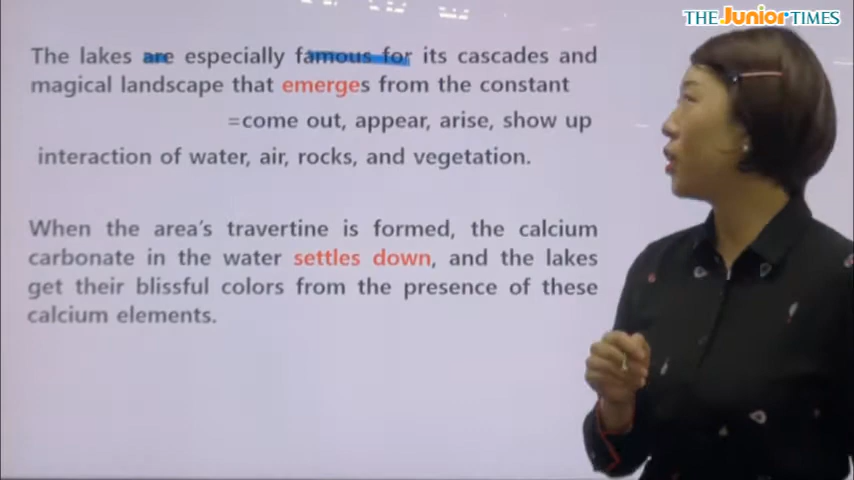 THE Junior TIMES
The lakes are especially famous for its cascades and
magical landscape that emerges from the constant
=come out, appear, arise, show up
interaction of water, air, rocks, and vegetation.
When the area's travertine is formed, the calcium
carbonate in the water settles down, and the lakes
get their blissful colors from the presence of these
calcium elements.